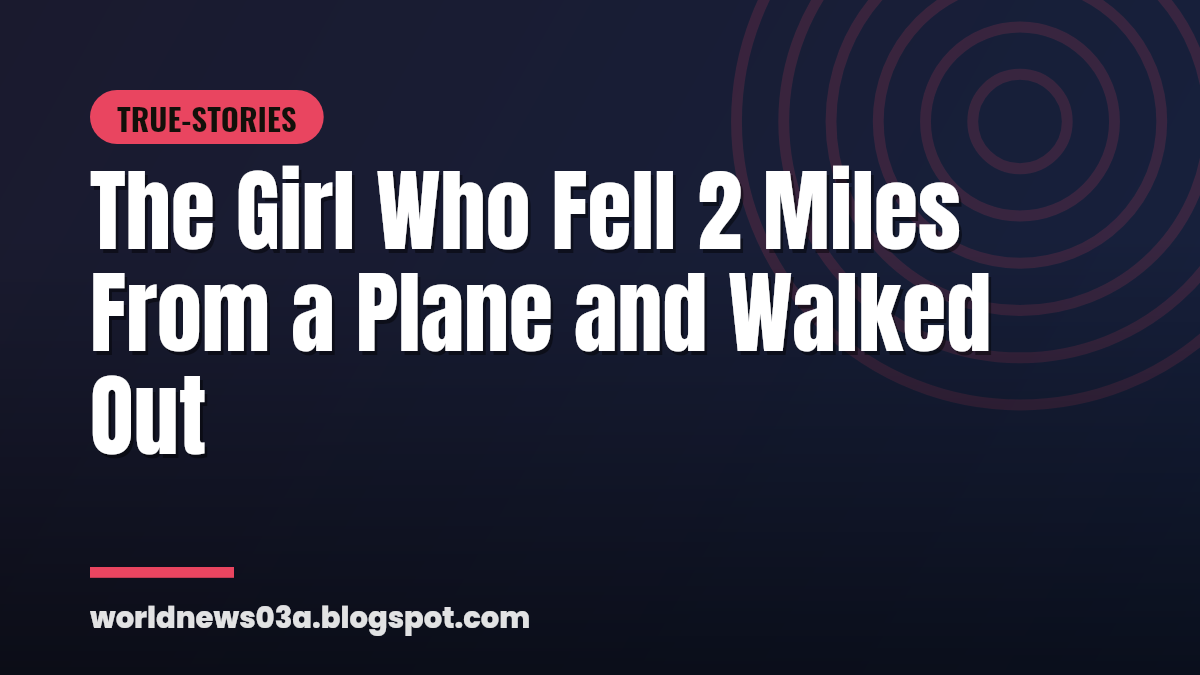 TRUE-STORIES
The Girl Who Fell 2 Miles
From a Plane and Walked
Out
worldnews03a.blogspot.com